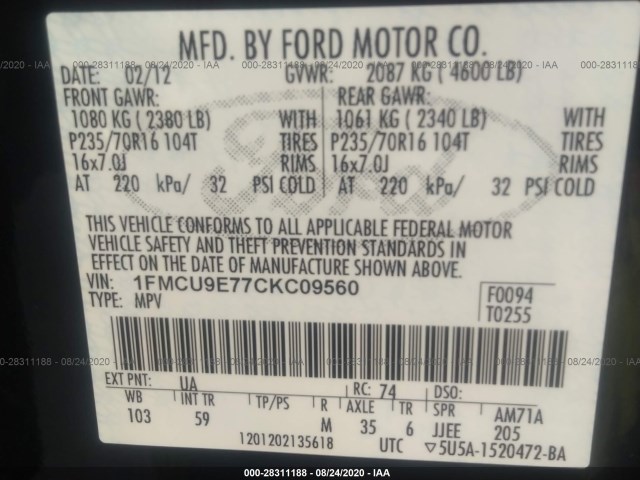 MFD. BY FORD MOTOR CO.
000-28311188 - 08/24/2020 - IAA
DATE: 02/12 GVWR: 2087 KG ( 4600 LB)
FRONT GAWR: REAR GAWR:
1080 KG ( 2380 LB) WITH 1061 KG ( 2340 LB) WITH
P235/70R16 104T TIRES P235/70R16 104T TIRES
16x7.0J RIMS 16x7.0J RIMS
AT 220 kPa/ 32 PSI COLD AT 220 kPa/ 32 PSI COLD
Ford
THIS VEHICLE CONFORMS TO ALL APPLICABLE FEDERAL MOTOR
VEHICLE SAFETY AND THEFT PREVENTION STANDARDS IN
EFFECT ON THE DATE OF MANUFACTURE SHOWN ABOVE.
VIN: 1FMCU9E77CKC09560
TYPE: MPV
F0094
T0255
000-28311188 - 08/24/2020 - IAA
EXT PNT: UA RC: 74 DSO:
WB INT TR TP/PS R AXLE TR SPR AM71A
103 59 M 35 6 JJEE 205
1201202135618 UTC ▽5U5A-1520472-BA
000-28311188 - 08/24/2020 - IAA